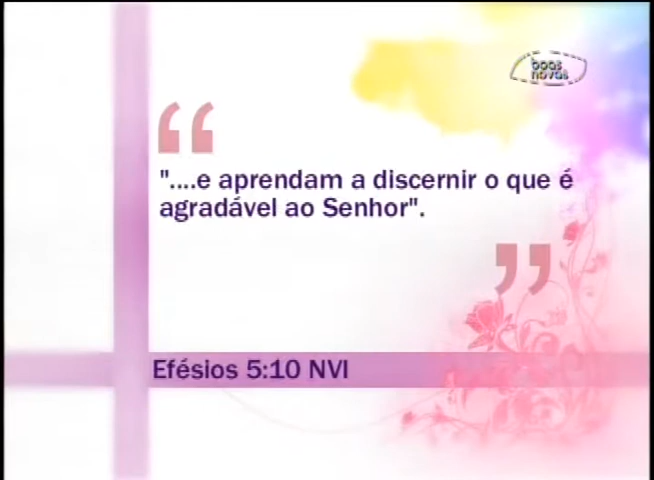 boas
novas
"....e aprendam a discernir o que é
agradável ao Senhor".
Efésios 5:10 NVI